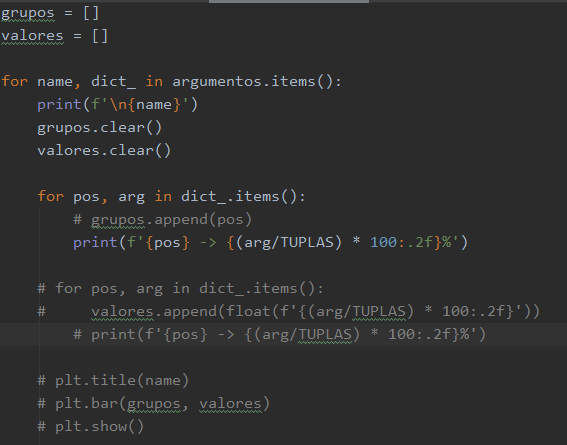 grupos = []
valores = []
for name, dict_ in argumentos.items():
    print(f'\n{name}')
    grupos.clear()
    valores.clear()
    for pos, arg in dict_.items():
        # grupos.append(pos)
        print(f'{pos} -> {(arg/TUPLAS) * 100:.2f}%')
    # for pos, arg in dict_.items():
    #     valores.append(float(f'{(arg/TUPLAS) * 100:.2f}'))
        # print(f'{pos} -> {(arg/TUPLAS) * 100:.2f}%')
    # plt.title(name)
    # plt.bar(grupos, valores)
    # plt.show()